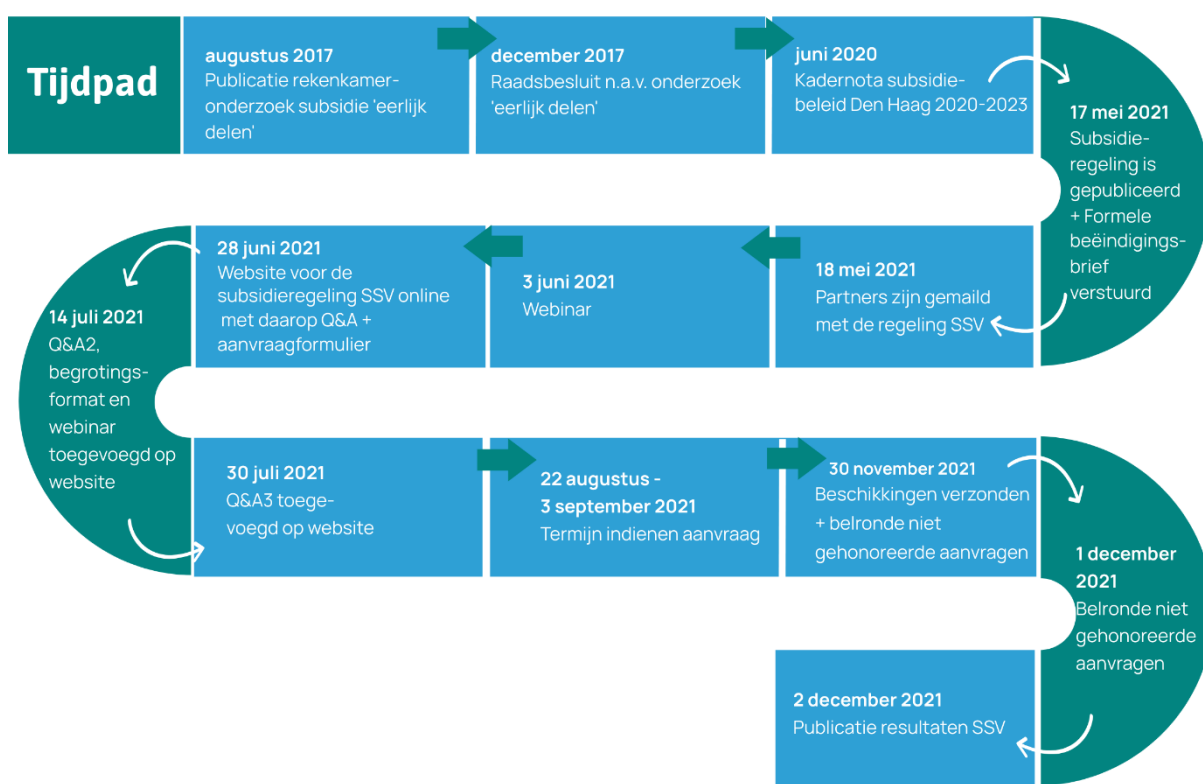 Tijdpad
augustus 2017
Publicatie rekenkamer-
onderzoek subsidie 'eerlijk
delen'
december 2017
Raadsbesluit n.a.v. onderzoek
'eerlijk delen'
juni 2020
Kadernota subsidie-
beleid Den Haag 2020-2023
17 mei 2021
Subsidie-
regeling is
gepubliceerd
+ Formele
beëindigings-
brief
verstuurd
18 mei 2021
Partners zijn gemaild
met de regeling SSV
3 juni 2021
Webinar
28 juni 2021
Website voor de
subsidieregeling SSV online
met daarop Q&A +
aanvraagformulier
14 juli 2021
Q&A2,
begrotings-
format en
webinar
toegevoegd op
website
30 juli 2021
Q&A3 toege-
voegd op website
22 augustus -
3 september 2021
Termijn indienen aanvraag
30 november 2021
Beschikkingen verzonden
+ belronde niet
gehonoreerde aanvragen
1 december
2021
Belronde niet
gehonoreerde
aanvragen
2 december 2021
Publicatie resultaten SSV